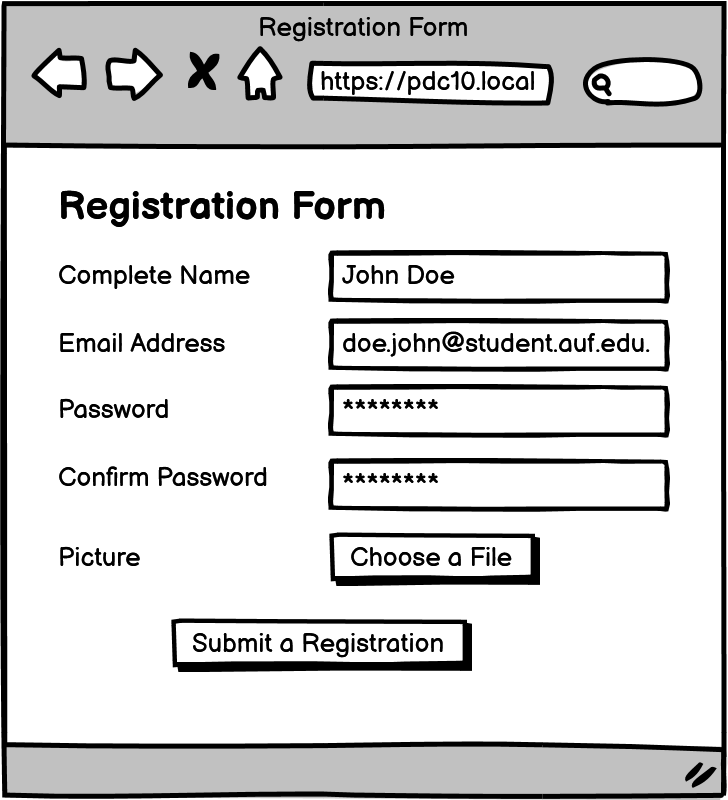 Registration Form
https://pdc10.local
Registration Form
Complete Name John Doe
Email Address doe.john@student.auf.edu.
Password ********
Confirm Password ********
Picture Choose a File
Submit a Registration